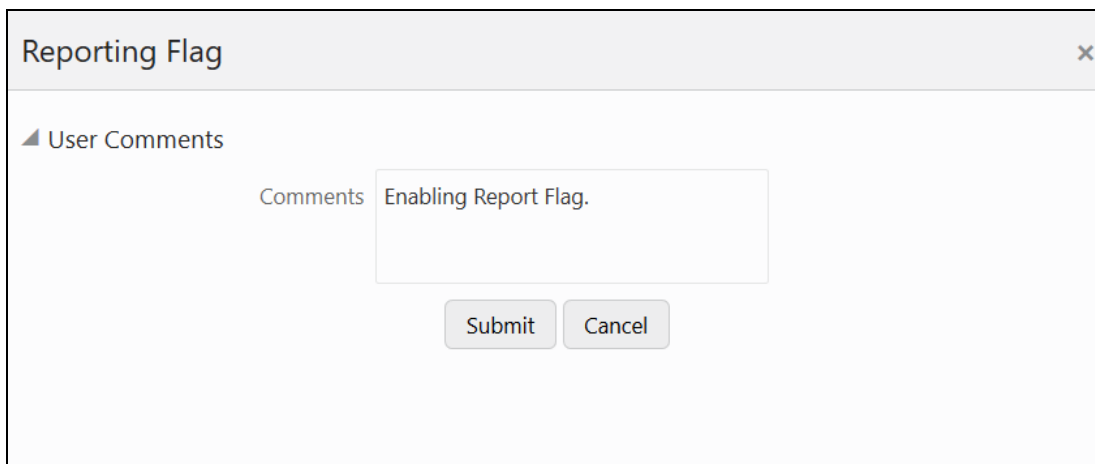 Reporting Flag
User Comments
Comments Enabling Report Flag.
Submit Cancel